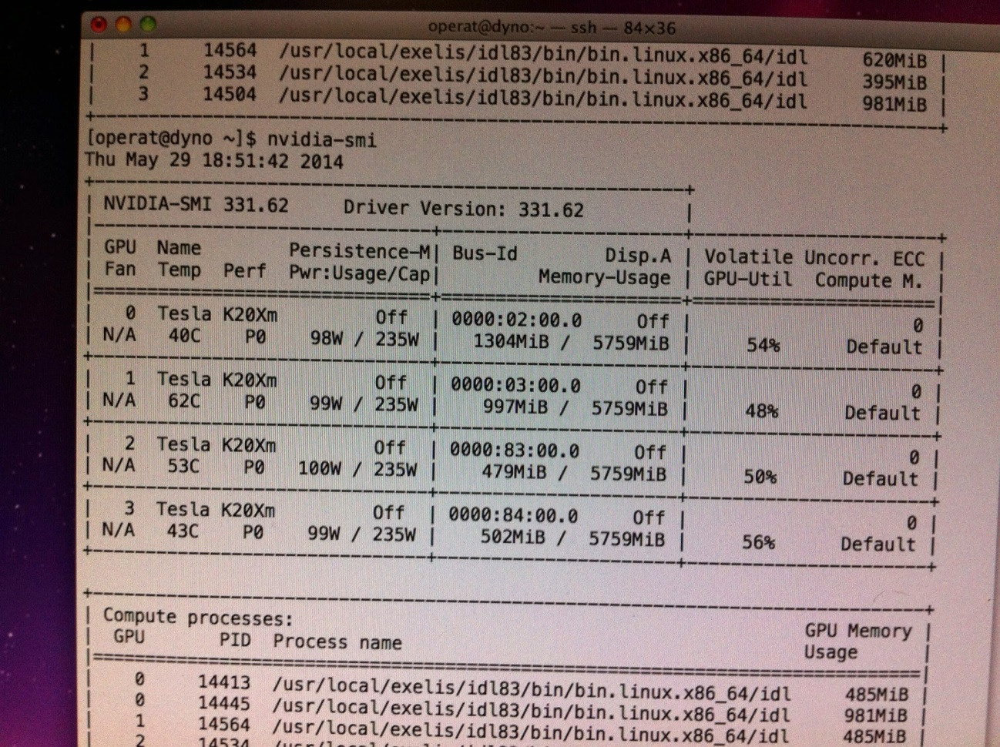 operat@dyno:~ — ssh — 84×36
| 1 14564 /usr/local/exelis/idl83/bin/bin.linux.x86_64/idl 620MiB |
| 2 14534 /usr/local/exelis/idl83/bin/bin.linux.x86_64/idl 395MiB |
| 3 14504 /usr/local/exelis/idl83/bin/bin.linux.x86_64/idl 981MiB |
[operat@dyno ~]$ nvidia-smi
Thu May 29 18:51:42 2014
| NVIDIA-SMI 331.62 Driver Version: 331.62 |
| GPU Name Persistence-M| Bus-Id Disp.A | Volatile Uncorr. ECC |
| Fan Temp Perf Pwr:Usage/Cap| Memory-Usage | GPU-Util Compute M. |
| 0 Tesla K20Xm Off | 0000:02:00.0 Off | 0 |
| N/A 40C P0 98W / 235W | 1304MiB / 5759MiB | 54% Default |
| 1 Tesla K20Xm Off | 0000:03:00.0 Off | 0 |
| N/A 62C P0 99W / 235W | 997MiB / 5759MiB | 48% Default |
| 2 Tesla K20Xm Off | 0000:83:00.0 Off | 0 |
| N/A 53C P0 100W / 235W | 479MiB / 5759MiB | 50% Default |
| 3 Tesla K20Xm Off | 0000:84:00.0 Off | 0 |
| N/A 43C P0 99W / 235W | 502MiB / 5759MiB | 56% Default |
| Compute processes: GPU Memory |
| GPU PID Process name Usage |
| 0 14413 /usr/local/exelis/idl83/bin/bin.linux.x86_64/idl 485MiB |
| 0 14445 /usr/local/exelis/idl83/bin/bin.linux.x86_64/idl 981MiB |
| 1 14564 /usr/local/exelis/idl83/bin/bin.linux.x86_64/idl 485MiB |
| 2 14534